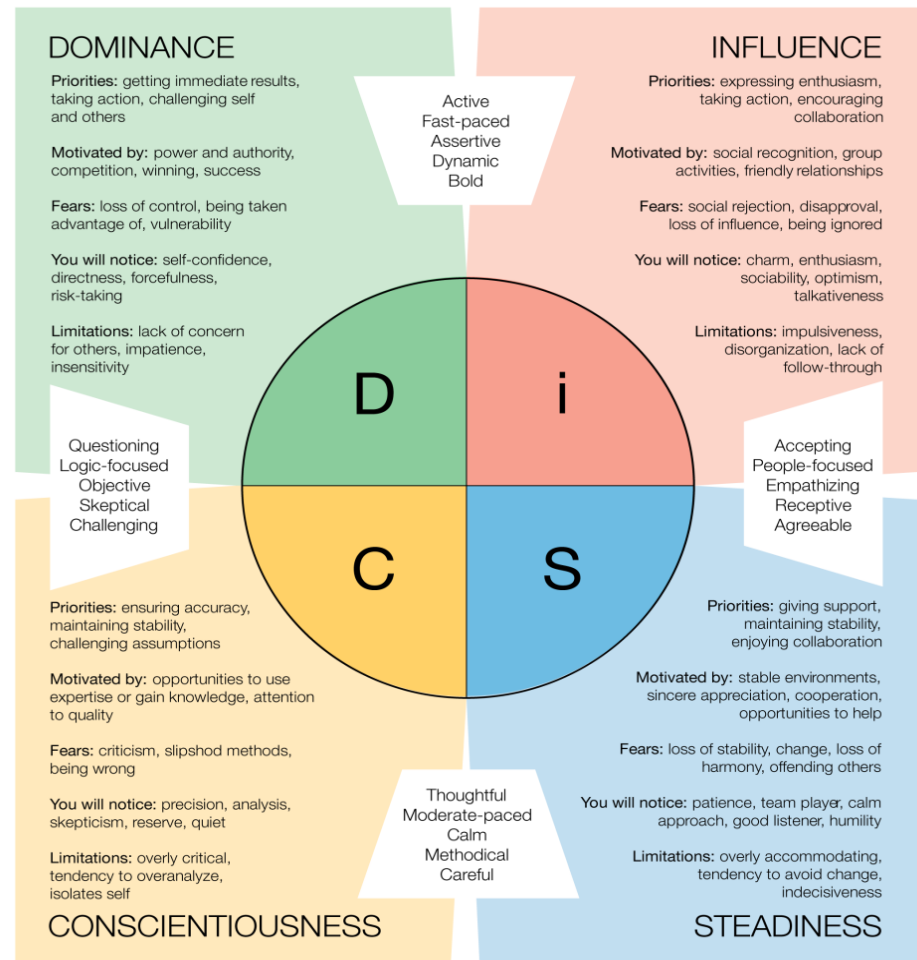 DOMINANCE
Priorities: getting immediate results,
taking action, challenging self
and others
Motivated by: power and authority,
competition, winning, success
Fears: loss of control, being taken
advantage of, vulnerability
You will notice: self-confidence,
directness, forcefulness,
risk-taking
Limitations: lack of concern
for others, impatience,
insensitivity
Active
Fast-paced
Assertive
Dynamic
Bold
INFLUENCE
Priorities: expressing enthusiasm,
taking action, encouraging
collaboration
Motivated by: social recognition, group
activities, friendly relationships
Fears: social rejection, disapproval,
loss of influence, being ignored
You will notice: charm, enthusiasm,
sociability, optimism,
talkativeness
Limitations: impulsiveness,
disorganization, lack of
follow-through
D
i
Questioning
Logic-focused
Objective
Skeptical
Challenging
Accepting
People-focused
Empathizing
Receptive
Agreeable
C
S
Priorities: ensuring accuracy,
maintaining stability,
challenging assumptions
Motivated by: opportunities to use
expertise or gain knowledge, attention
to quality
Fears: criticism, slipshod methods,
being wrong
You will notice: precision, analysis,
skepticism, reserve, quiet
Limitations: overly critical,
tendency to overanalyze,
isolates self
CONSCIENTIOUSNESS
Thoughtful
Moderate-paced
Calm
Methodical
Careful
Priorities: giving support,
maintaining stability,
enjoying collaboration
Motivated by: stable environments,
sincere appreciation, cooperation,
opportunities to help
Fears: loss of stability, change, loss of
harmony, offending others
You will notice: patience, team player, calm
approach, good listener, humility
Limitations: overly accommodating,
tendency to avoid change,
indecisiveness
STEADINESS